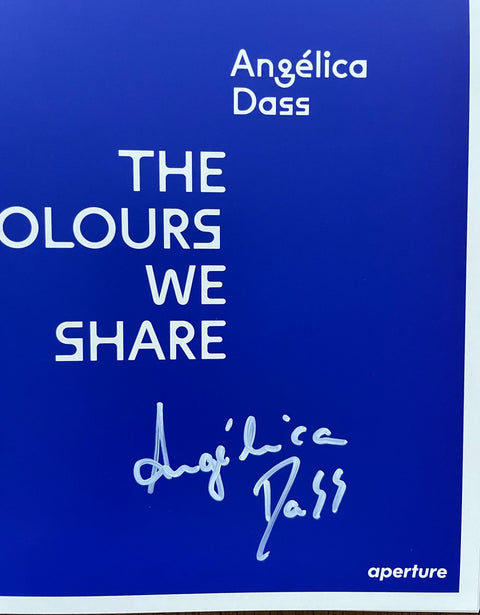 Angélica
Dass
THE
OLOURS
WE
SHARE
Angélica
Dass
aperture